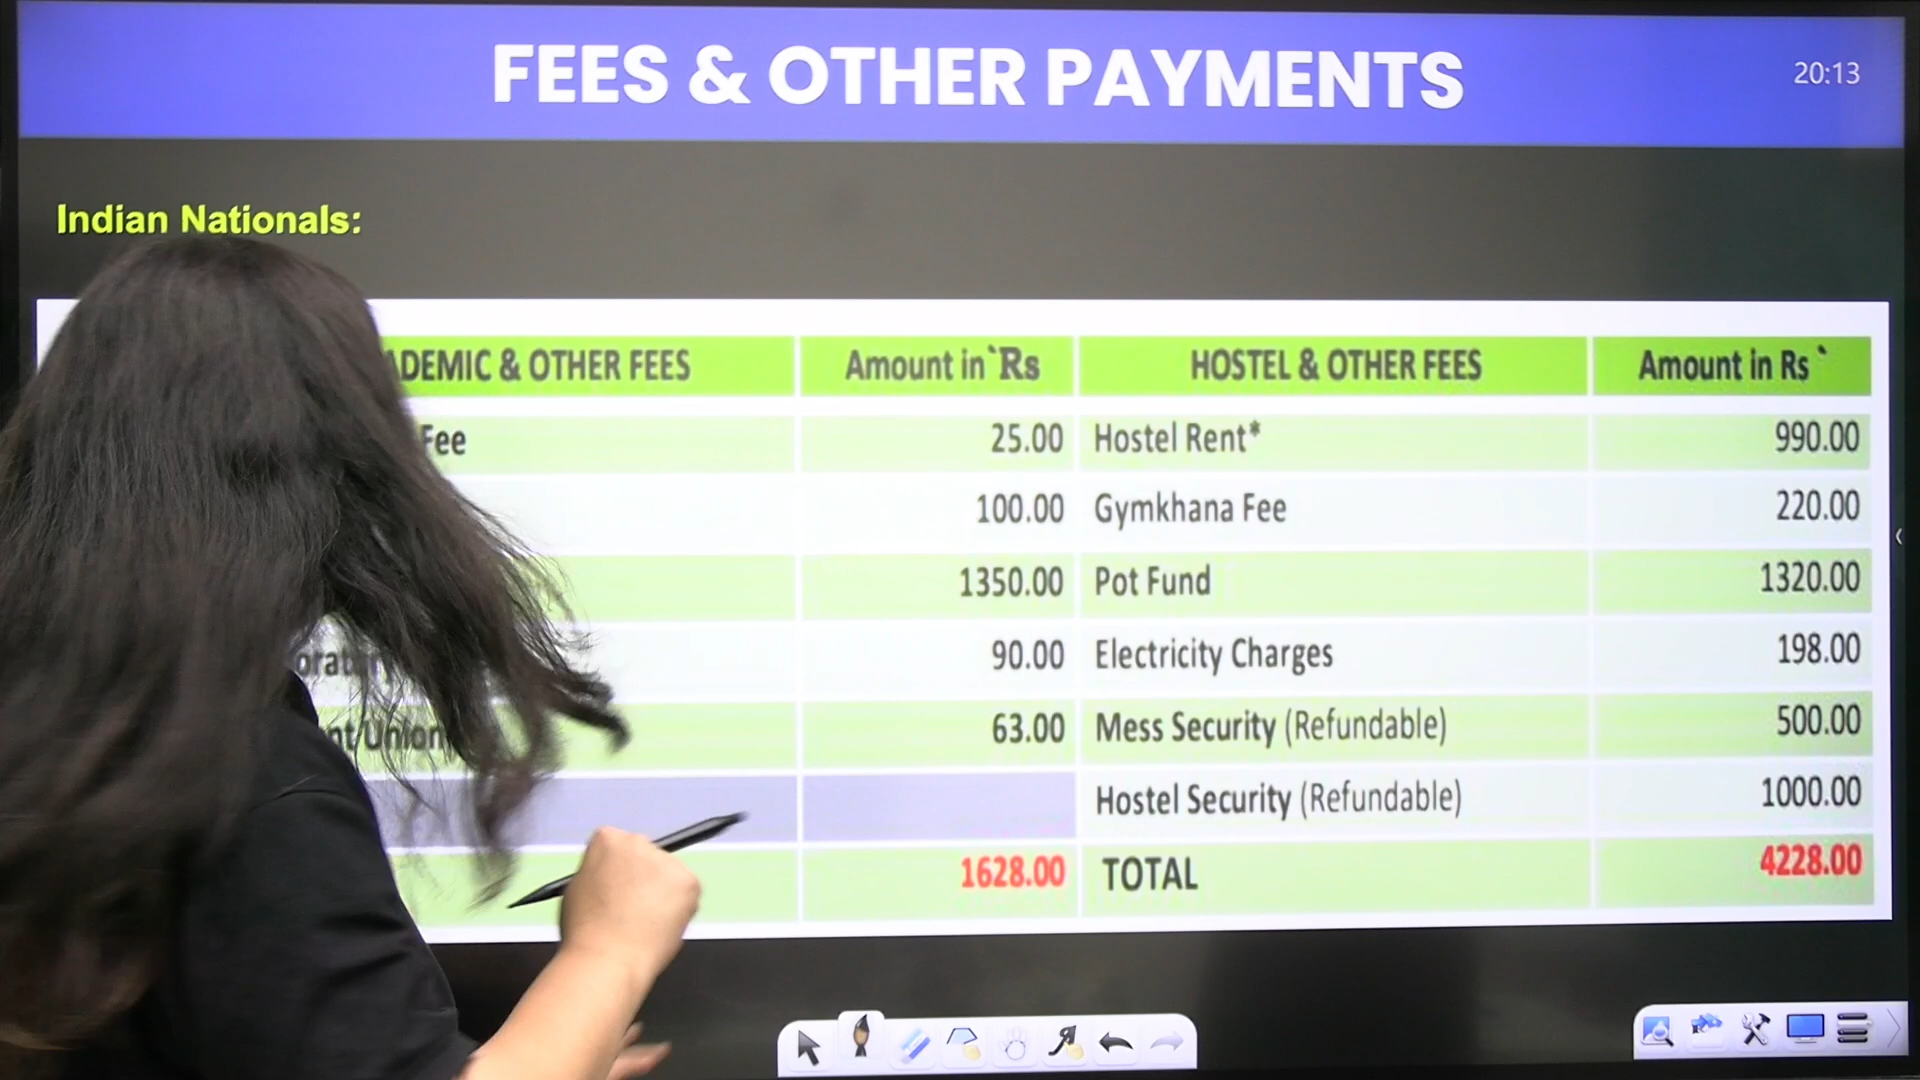 FEES & OTHER PAYMENTS
20:13
Indian Nationals:
& OTHER FEES Amount in`Rs HOSTEL & OTHER FEES Amount in Rs `
Fee 25.00 Hostel Rent* 990.00
100.00 Gymkhana Fee 220.00
1350.00 Pot Fund 1320.00
90.00 Electricity Charges 198.00
Union 63.00 Mess Security (Refundable) 500.00
Hostel Security (Refundable) 1000.00
1628.00 TOTAL 4228.00